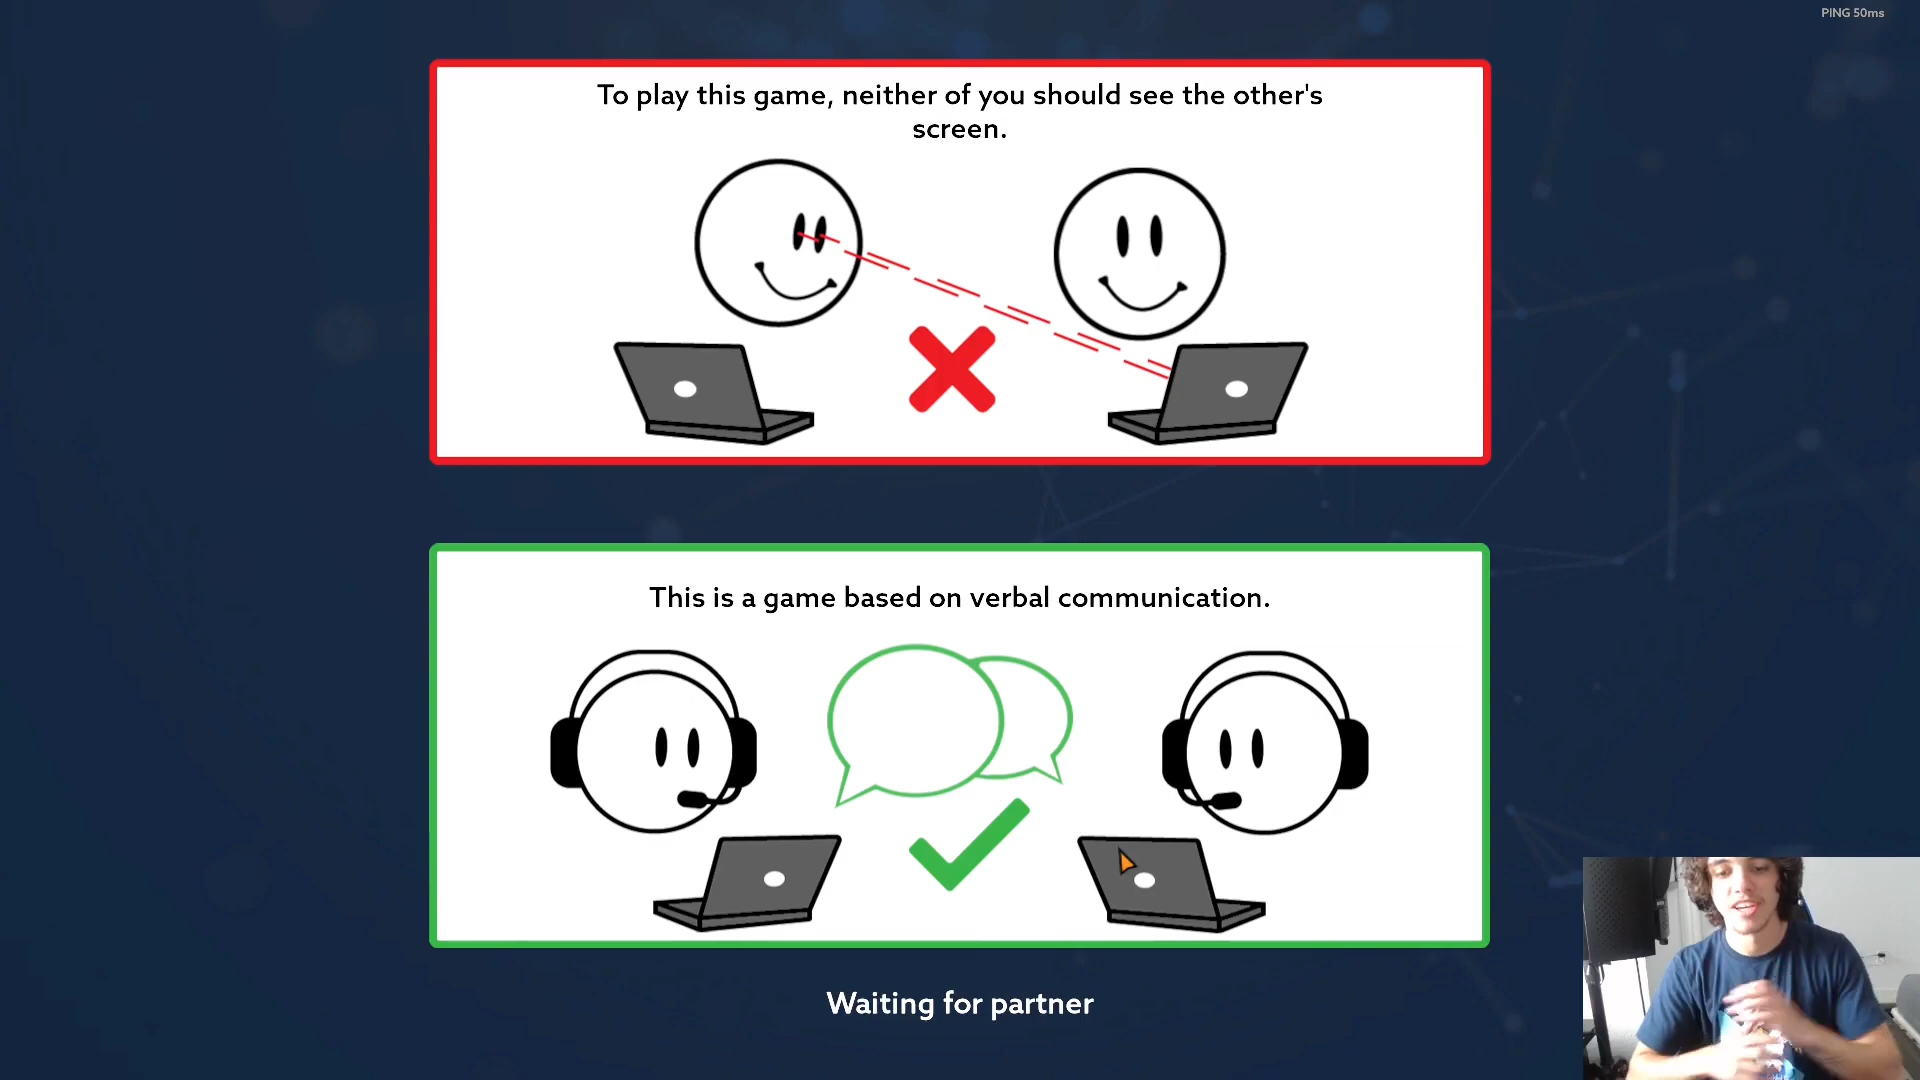 PING 50ms
To play this game, neither of you should see the other's
screen.
This is a game based on verbal communication.
Waiting for partner